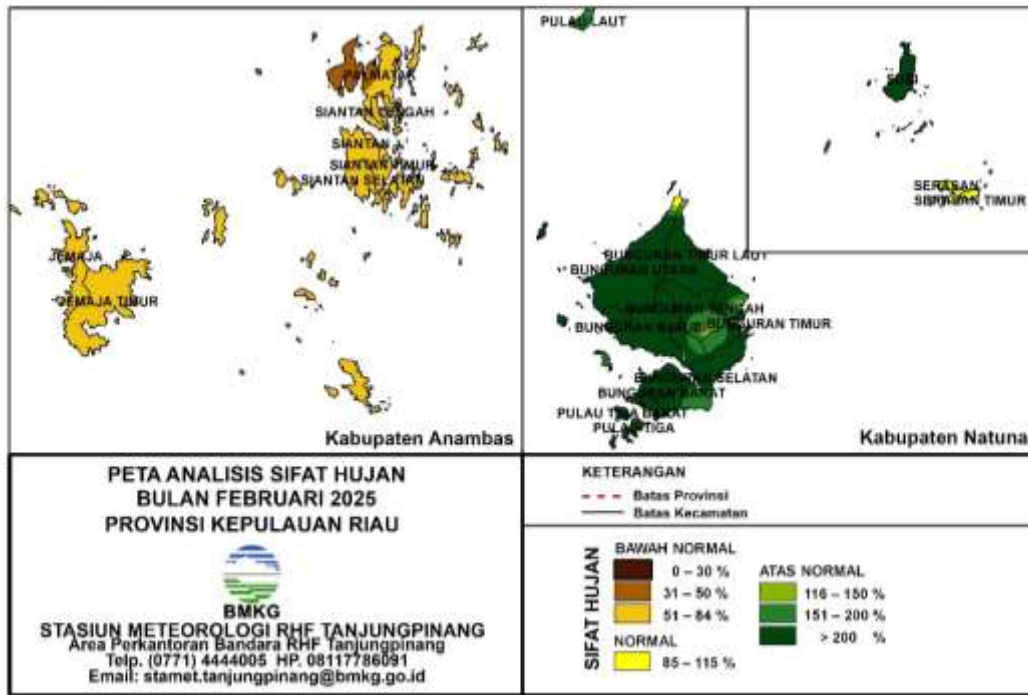 PULAU LAUT
PALMATAK
SIANTAN TENGAH
SIANTAN
SIANTAN TIMUR
SIANTAN SELATAN
JEMAJA
JEMAJA TIMUR
Kabupaten Anambas
SERASAN
SERASAN TIMUR
BUNGURAN TIMUR LAUT
BUNGURAN UTARA
BUNGURAN TENGAH
BUNGURAN TIMUR
BUNGURAN SELATAN
BUNGURAN BARAT
PULAU TIGA BARAT
PULAU TIGA
Kabupaten Natuna
PETA ANALISIS SIFAT HUJAN
BULAN FEBRUARI 2025
PROVINSI KEPULAUAN RIAU
BMKG
STASIUN METEOROLOGI RHF TANJUNGPINANG
Area Perkantoran Bandara RHF Tanjungpinang
Telp. (0771) 4444005 HP. 08117786091
Email: stamet.tanjungpinang@bmkg.go.id
KETERANGAN
Batas Provinsi
Batas Kecamatan
SIFAT HUJAN
BAWAH NORMAL
0 – 30 %
31 – 50 %
51 – 84 %
NORMAL
85 – 115 %
ATAS NORMAL
116 – 150 %
151 – 200 %
> 200 %